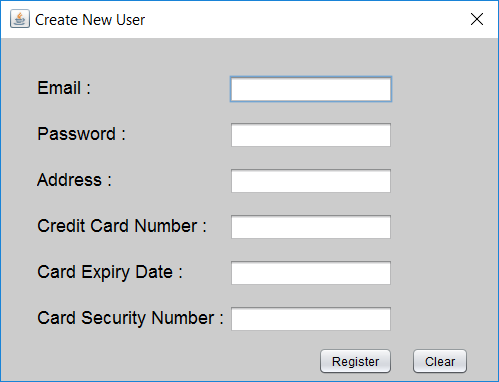 Create New User
Email :
Password :
Address :
Credit Card Number :
Card Expiry Date :
Card Security Number :
Register Clear